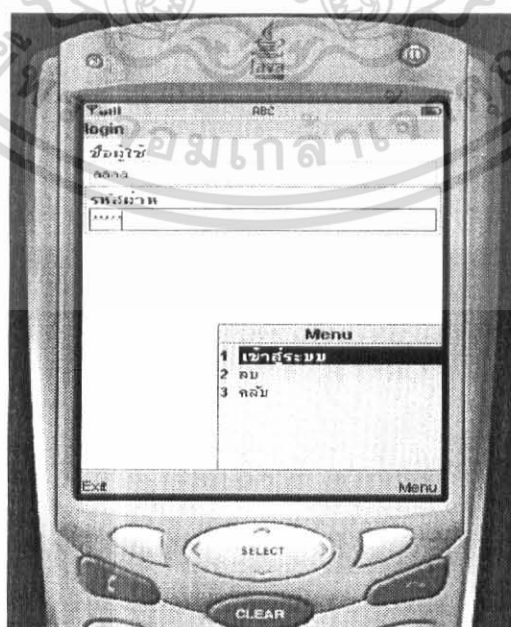 Java
ABC
login
ชื่อผู้ใช้
aaaa
รหัสผ่าน
****
Menu
1 เข้าสู่ระบบ
2 ลบ
3 กลับ
Exit Menu
SELECT
CLEAR